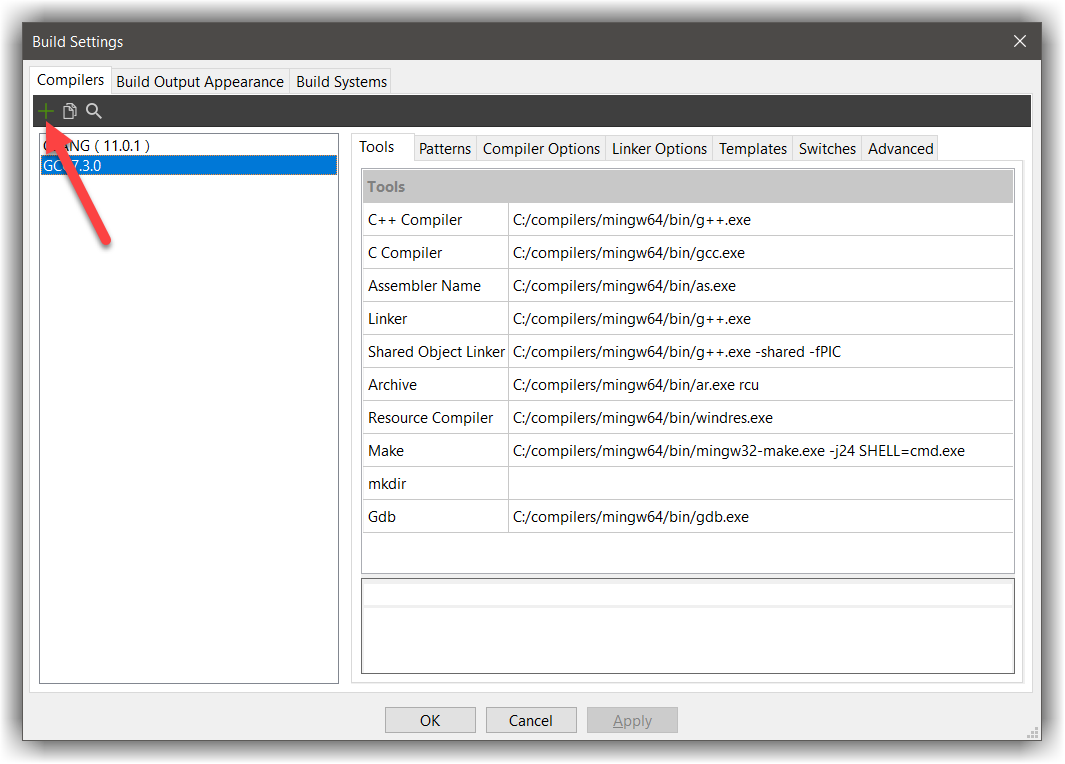 Build Settings
Compilers Build Output Appearance Build Systems
ANG ( 11.0.1 )
GC 7.3.0
Tools Patterns Compiler Options Linker Options Templates Switches Advanced
Tools
C++ Compiler C:/compilers/mingw64/bin/g++.exe
C Compiler C:/compilers/mingw64/bin/gcc.exe
Assembler Name C:/compilers/mingw64/bin/as.exe
Linker C:/compilers/mingw64/bin/g++.exe
Shared Object Linker C:/compilers/mingw64/bin/g++.exe -shared -fPIC
Archive C:/compilers/mingw64/bin/ar.exe rcu
Resource Compiler C:/compilers/mingw64/bin/windres.exe
Make C:/compilers/mingw64/bin/mingw32-make.exe -j24 SHELL=cmd.exe
mkdir
Gdb C:/compilers/mingw64/bin/gdb.exe
OK Cancel Apply